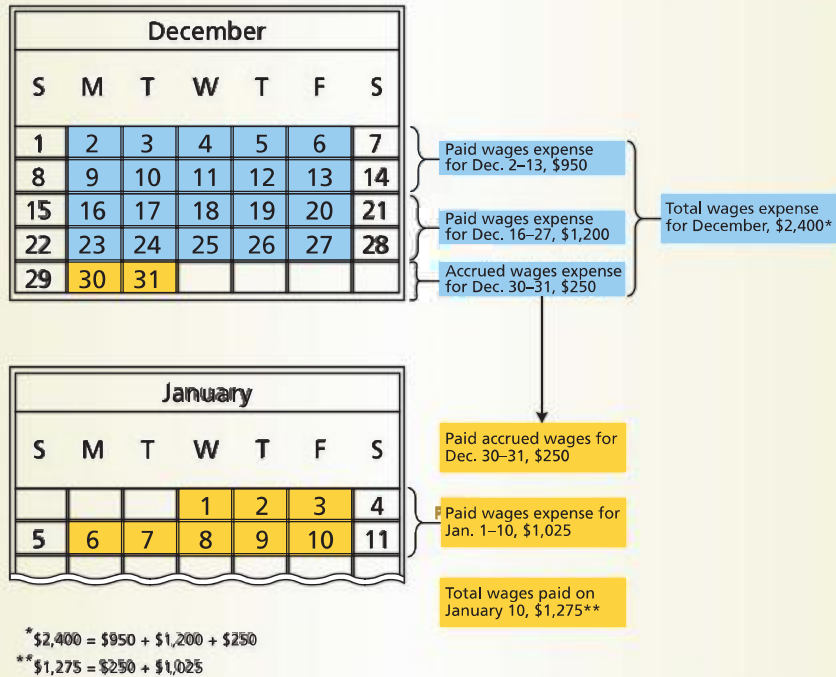 December
S M T W T F S
1 2 3 4 5 6 7
8 9 10 11 12 13 14
15 16 17 18 19 20 21
22 23 24 25 26 27 28
29 30 31
Paid wages expense
for Dec. 2–13, $950
Paid wages expense
for Dec. 16–27, $1,200
Accrued wages expense
for Dec. 30–31, $250
Total wages expense
for December, $2,400*
January
S M T W T F S
1 2 3 4
5 6 7 8 9 10 11
Paid accrued wages for
Dec. 30–31, $250
Paid wages expense for
Jan. 1–10, $1,025
Total wages paid on
January 10, $1,275**
*$2,400 = $950 + $1,200 + $250
**$1,275 = $250 + $1,025